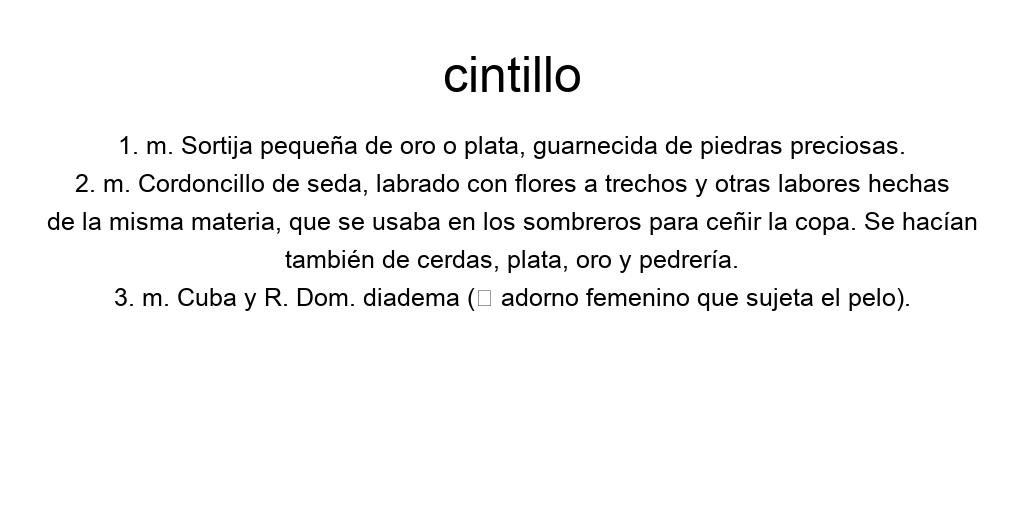 cintillo
1. m. Sortija pequeña de oro o plata, guarnecida de piedras preciosas.
2. m. Cordoncillo de seda, labrado con flores a trechos y otras labores hechas
de la misma materia, que se usaba en los sombreros para ceñir la copa. Se hacían
también de cerdas, plata, oro y pedrería.
3. m. Cuba y R. Dom. diadema (□ adorno femenino que sujeta el pelo).